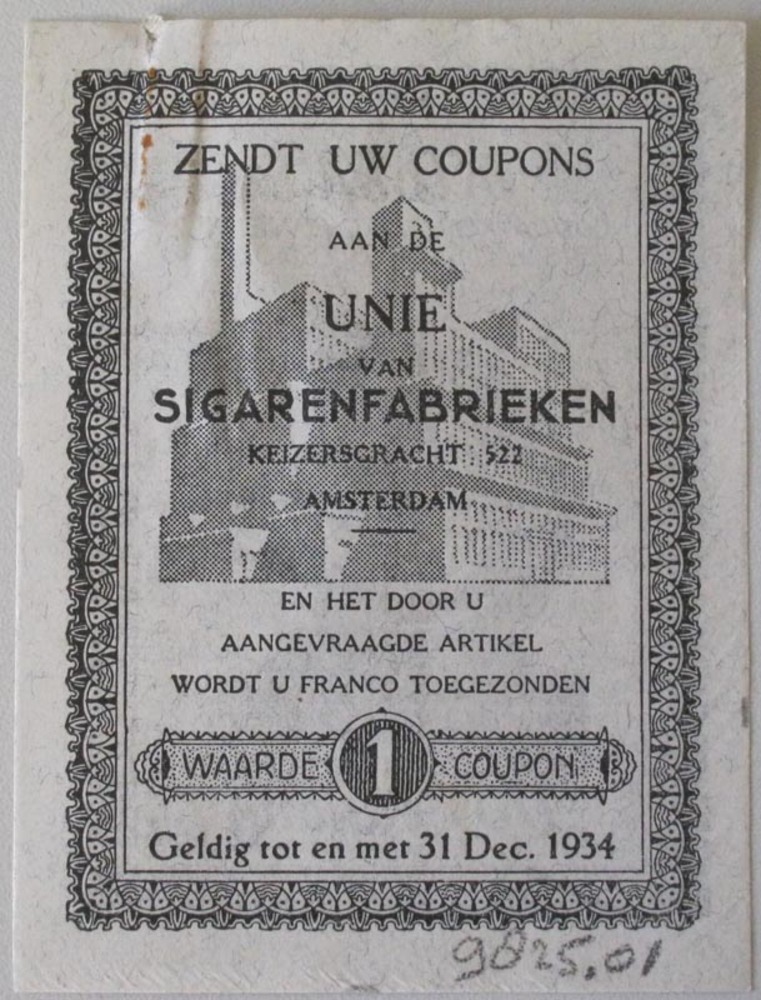 ZENDT UW COUPONS
AAN DE
UNIE
VAN
SIGARENFABRIEKEN
KEIZERSGRACHT 522
AMSTERDAM
EN HET DOOR U
AANGEVRAAGDE ARTIKEL
WORDT U FRANCO TOEGEZONDEN
WAARDE 1 COUPON
Geldig tot en met 31 Dec. 1934
9825.01